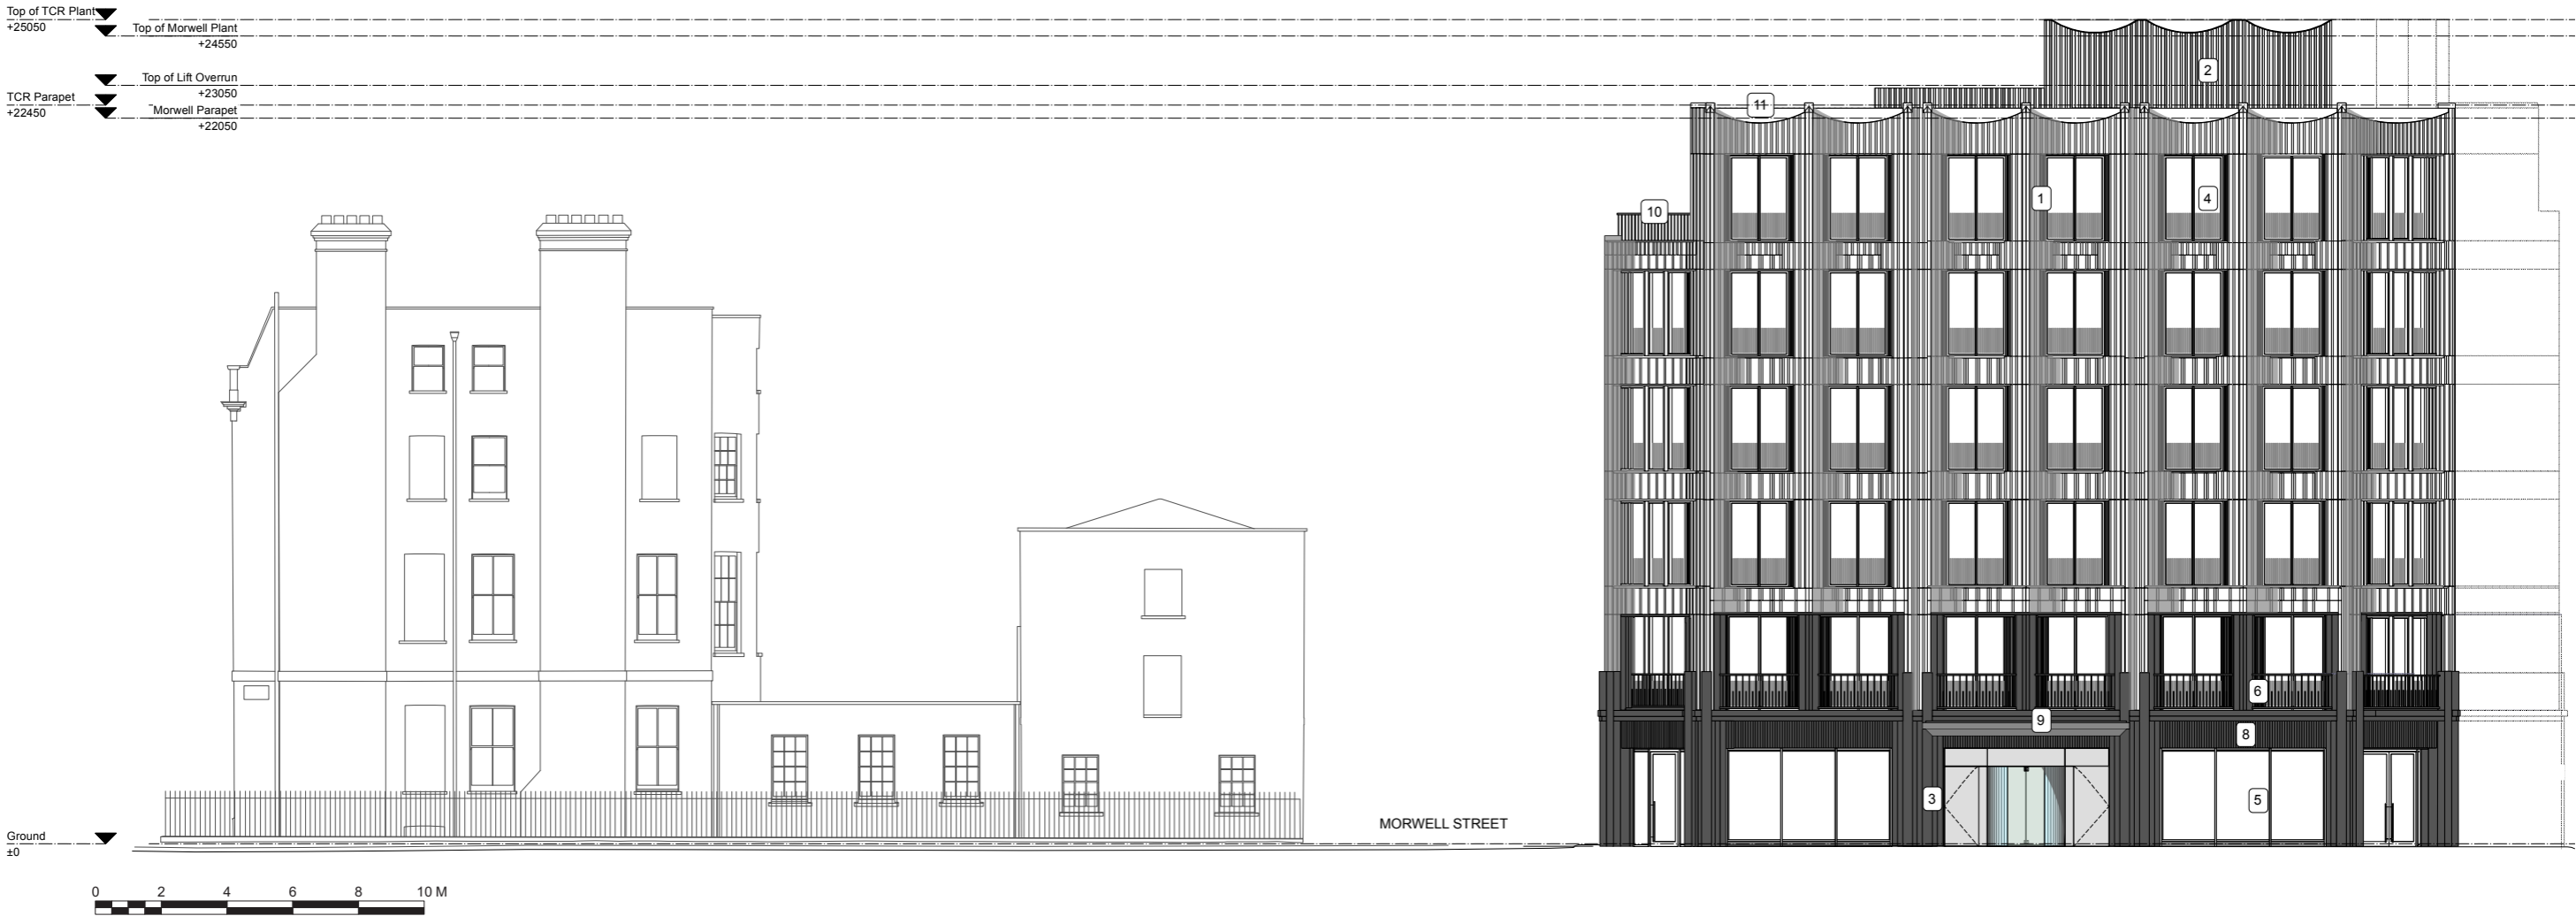 Top of TCR Plant
+25050
Top of Morwell Plant
+24550
Top of Lift Overrun
+23050
TCR Parapet
+22450
Morwell Parapet
+22050
2
11
10
1
4
6
9
8
3
5
MORWELL STREET
Ground
±0
0 2 4 6 8 10 M